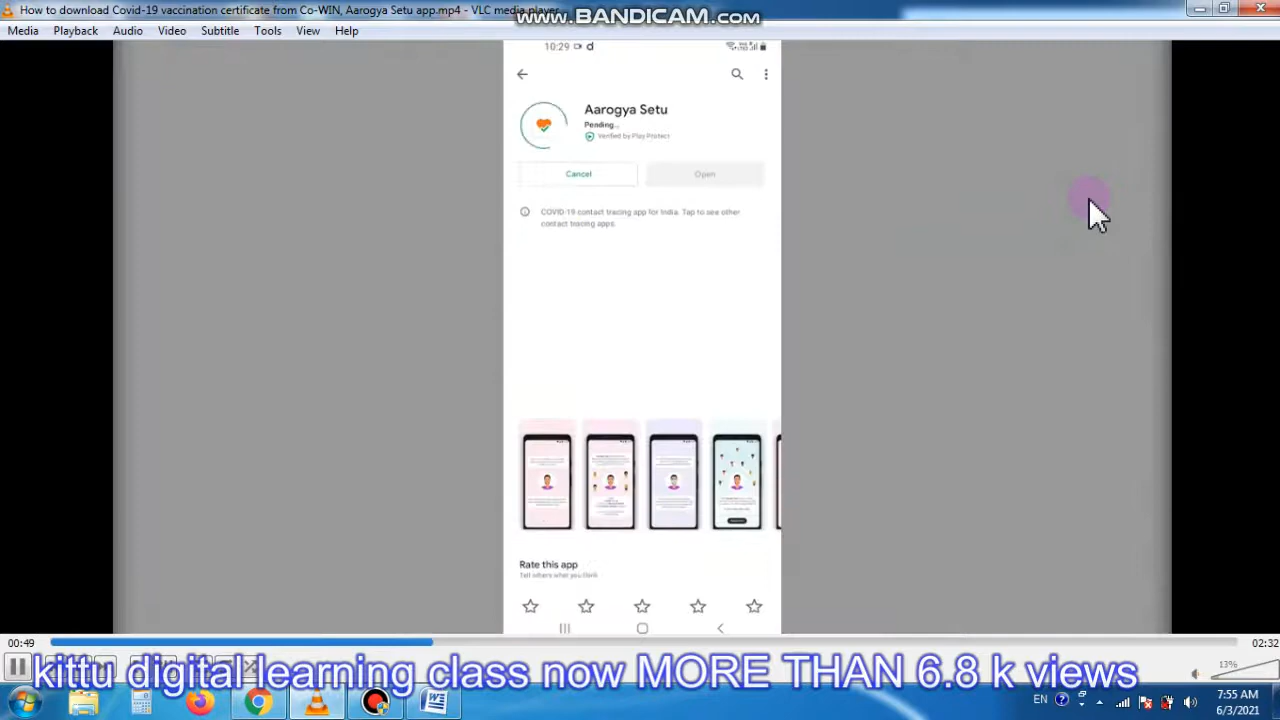 How to download Covid-19 vaccination certificate from Co-WIN, Aarogya Setu app.mp4 - VLC media player
WWW.BANDICAM.COM
Media Playback Audio Video Subtitle Tools View Help
10:29
Aarogya Setu
Pending...
Verified by Play Protect
Cancel Open
COVID-19 contact tracing app for India. Tap to see other
contact tracing apps.
Rate this app
Tell others what you think
00:49 02:32
kittu digital learning class now MORE THAN 6.8 k views
13%
EN
7:55 AM
6/3/2021